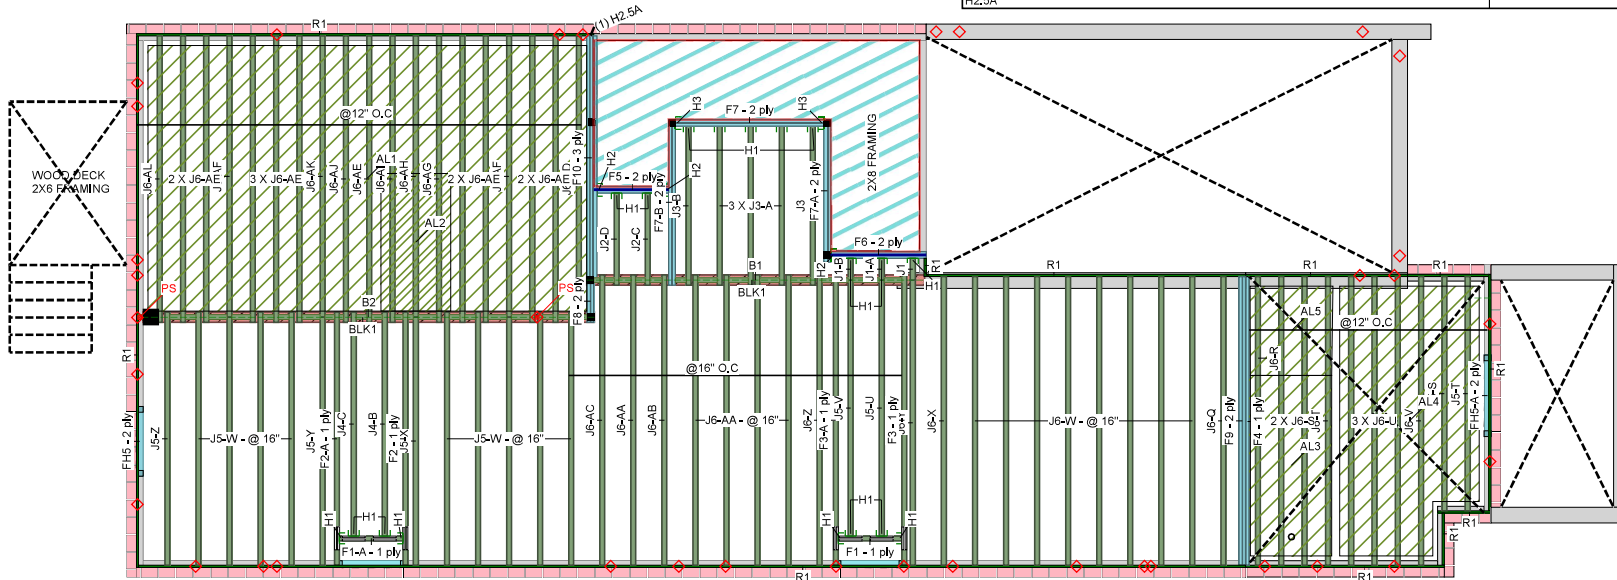 H2.5A
R1
(1) H2.5A
@12" O.C
WOOD DECK
2X6 FRAMING
J6-AL
2 X J6-AE
3 X J6-AE
J6-AK
J6-AJ
J6-AE
AL1
J6-AH
J6-AG
2 X J6-AE
2 X J6-AE
F10 - 3 ply
AL2
H2
F5 - 2 ply
H1
J2-D
J2-C
F7-B - 2 ply
J3-B
H2
H3
F7 - 2 ply
H3
H1
3 X J3-A
J3
F7-A - 2 ply
2X8 FRAMING
F6 - 2 ply
H2
J1-B
J1-A
J1
H1
H1
R1
R1
R1
R1
B1
BLK1
PS
B2
BLK1
PS
F8 - 2 ply
@16" O.C
AL5
@12" O.C
R1
FH5 - 2 ply
J5-Z
J5-W - @ 16"
J5-Y
F2-A - 1 ply
J4-C
J4-B
F2 - 1 ply
J5-X
J5-W - @ 16"
J6-AC
J6-AA
J6-AB
J6-AA - @ 16"
J6-Z
F3-A - 1 ply
J5-V
J5-U
F3 - 1 ply
J6-X
J6-W - @ 16"
J6-Q
F9 - 2 ply
F4 - 1 ply
J6-R
2 X J6-S
AL3
3 X J6-U
J6-V
AL4
J5-T
FH5-A - 2 ply
R1
H1
H1
H1
F1-A - 1 ply
H1
H1
H1
F1 - 1 ply
R1
R1
R1
R1